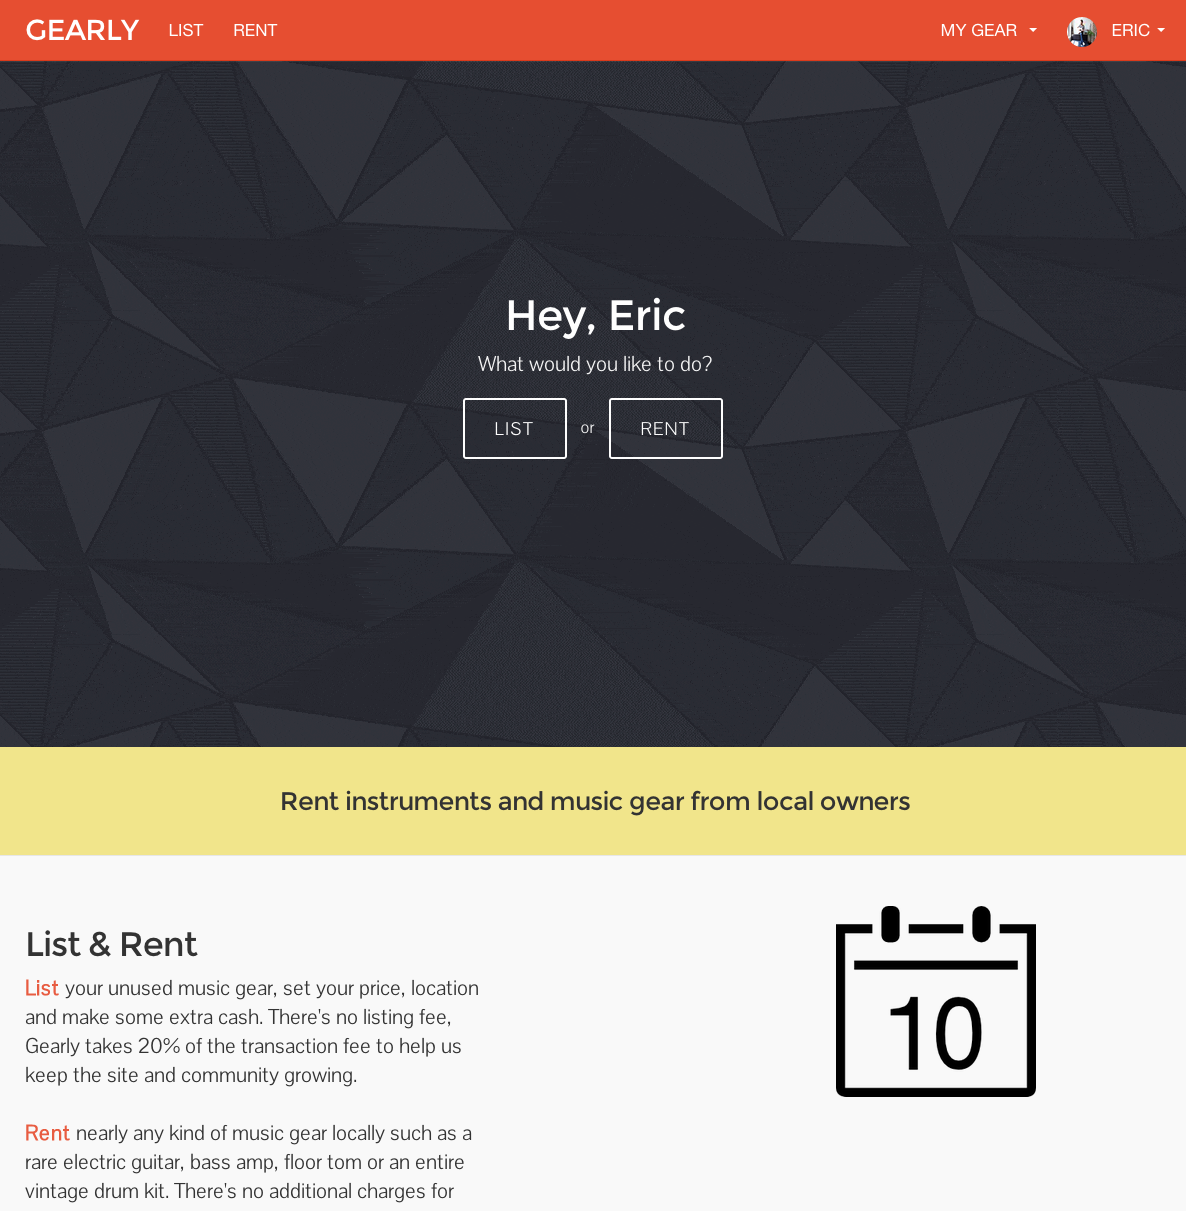 GEARLY LIST RENT MY GEAR ERIC
Hey, Eric
What would you like to do?
LIST or RENT
Rent instruments and music gear from local owners
List & Rent
List your unused music gear, set your price, location
and make some extra cash. There's no listing fee,
Gearly takes 20% of the transaction fee to help us
keep the site and community growing.
Rent nearly any kind of music gear locally such as a
rare electric guitar, bass amp, floor tom or an entire
vintage drum kit. There's no additional charges for
10